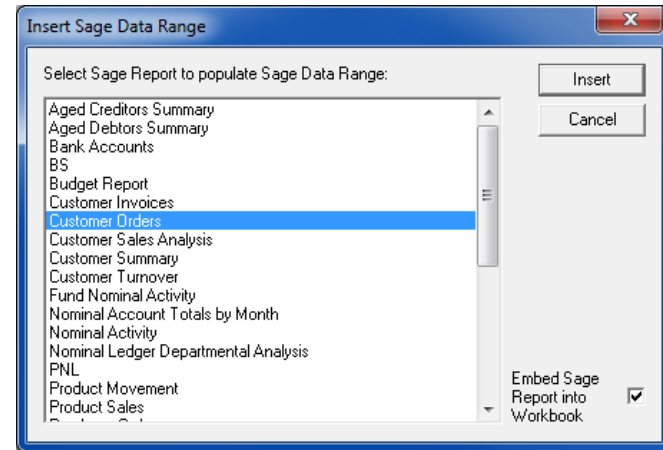 Insert Sage Data Range
Select Sage Report to populate Sage Data Range:
Insert
Cancel
Aged Creditors Summary
Aged Debtors Summary
Bank Accounts
BS
Budget Report
Customer Invoices
Customer Orders
Customer Sales Analysis
Customer Summary
Customer Turnover
Fund Nominal Activity
Nominal Account Totals by Month
Nominal Activity
Nominal Ledger Departmental Analysis
PNL
Product Movement
Product Sales
Embed Sage
Report into
Workbook